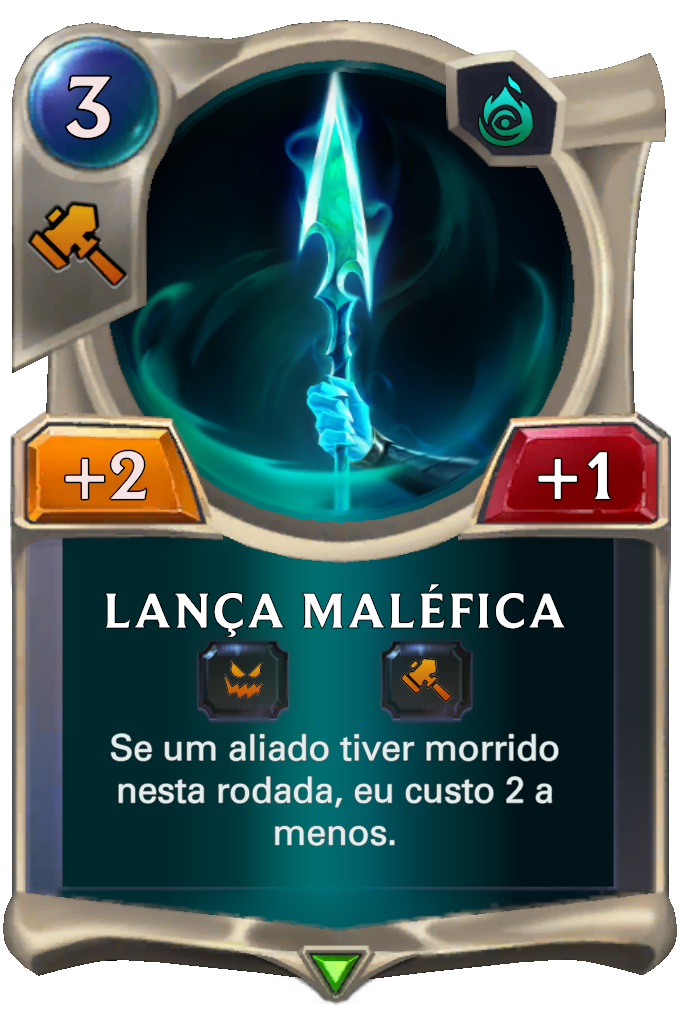 3
+2
+1
LANÇA MALÉFICA
Se um aliado tiver morrido
nesta rodada, eu custo 2 a
menos.